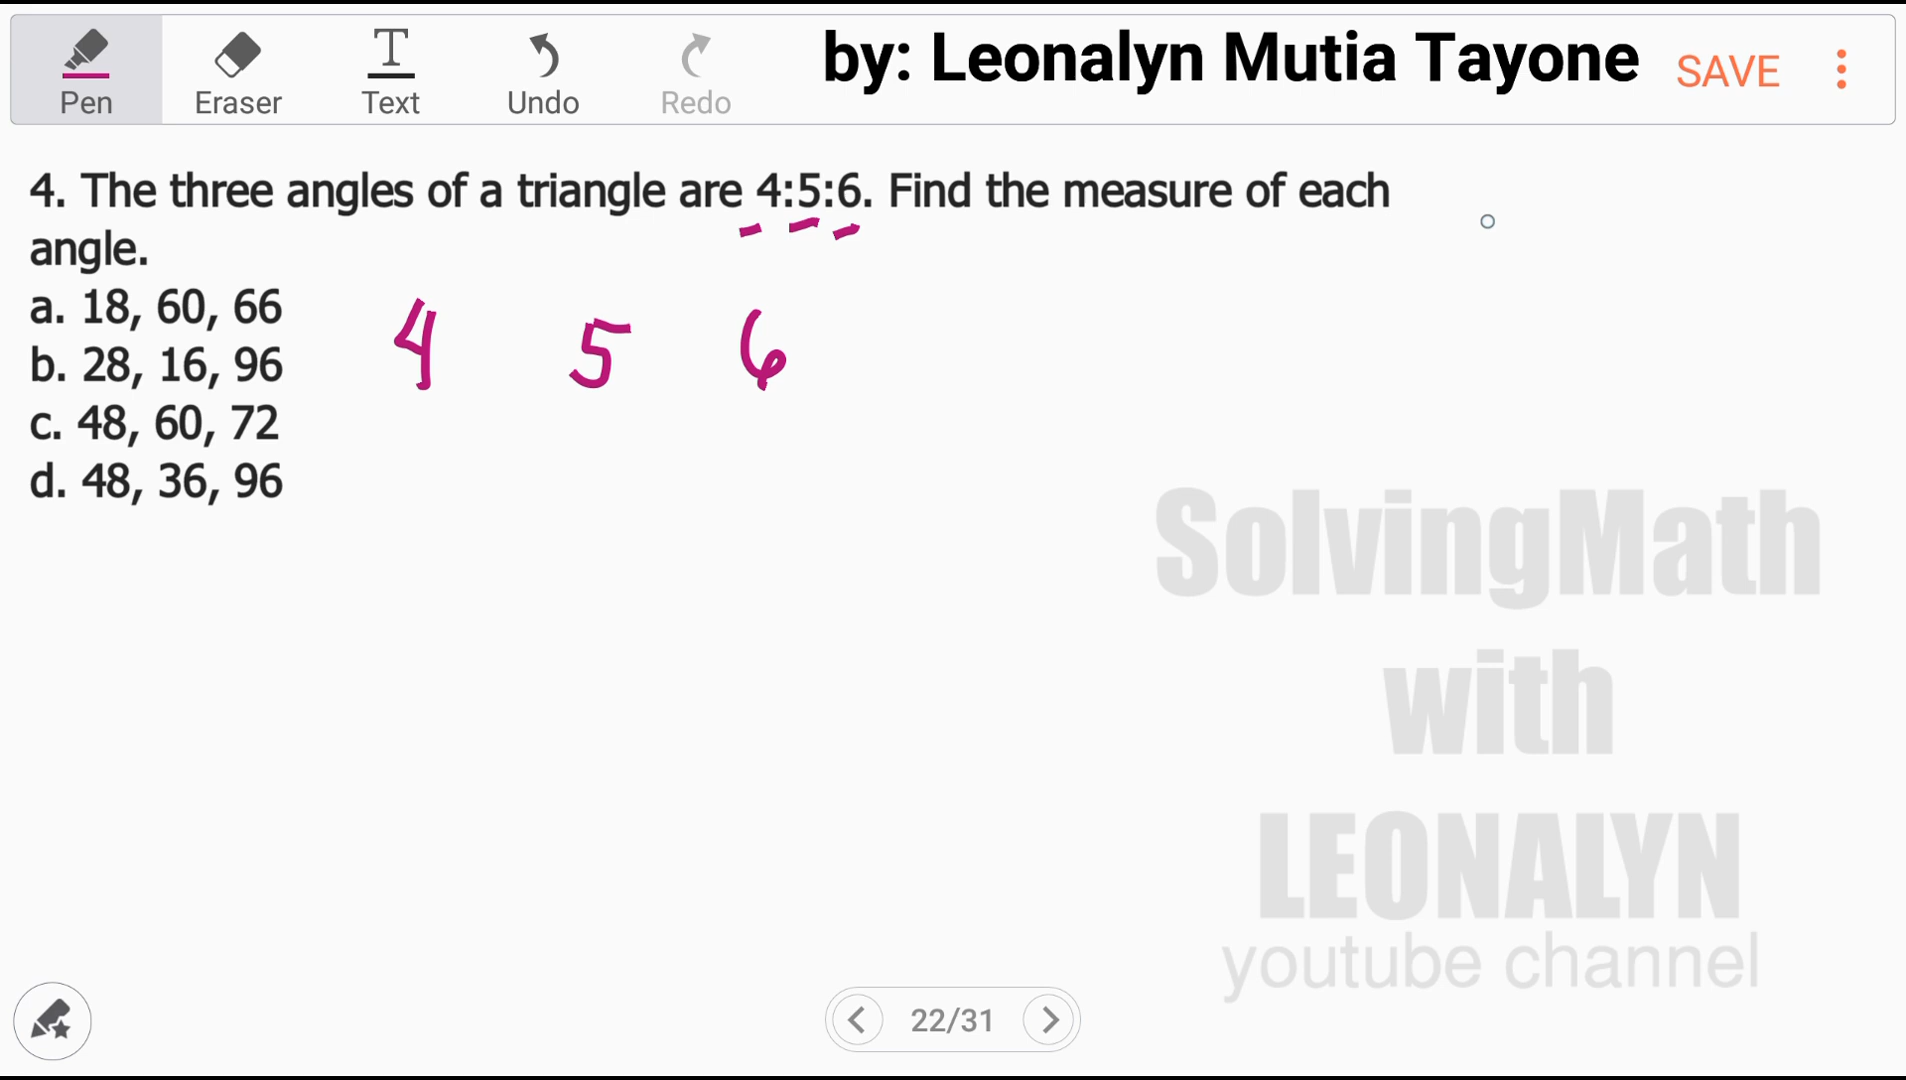 by: Leonalyn Mutia Tayone
SAVE
Pen
Eraser
Text
Undo
Redo
4. The three angles of a triangle are 4:5:6. Find the measure of each
angle.
a. 18, 60, 66
b. 28, 16, 96
c. 48, 60, 72
d. 48, 36, 96
4 5 6
SolvingMath
with
LEONALYN
youtube channel
22/31